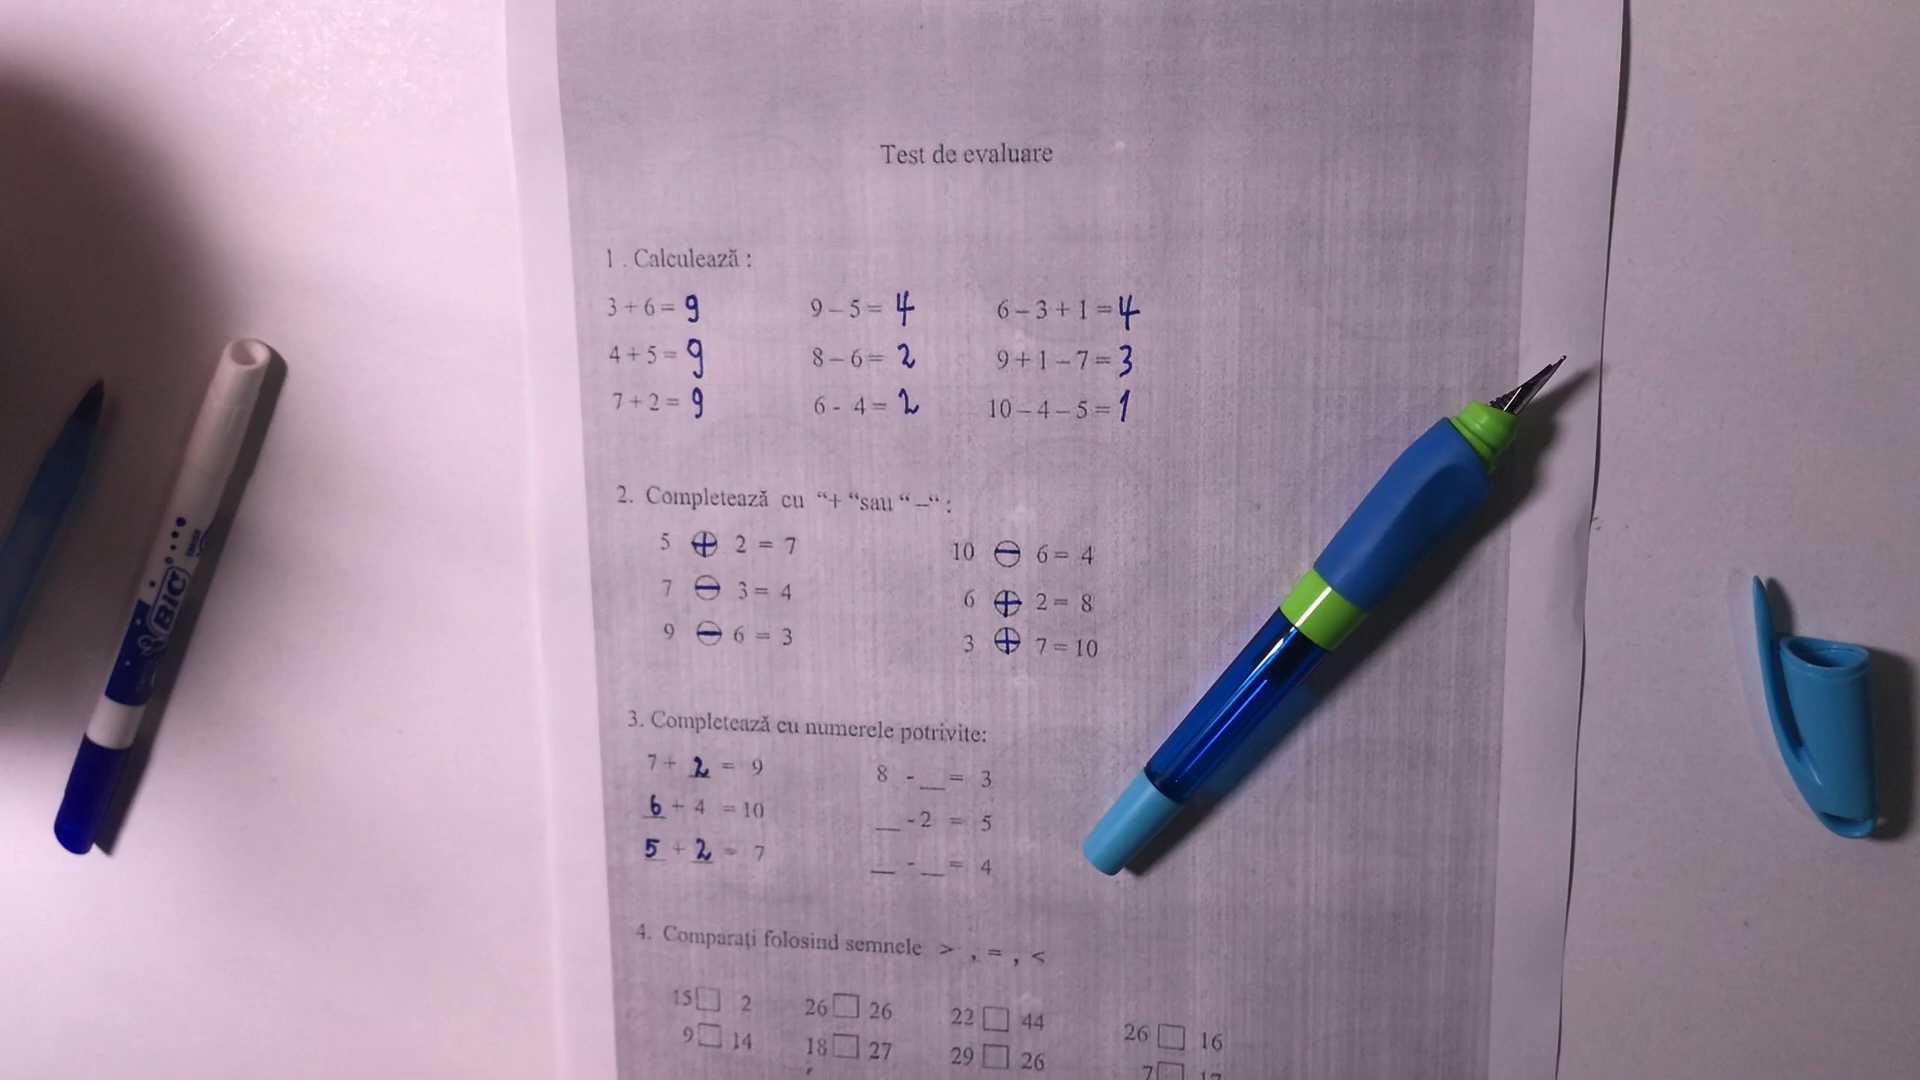 Test de evaluare
1 . Calculează :
3 + 6 = 9 9 – 5 = 4 6 – 3 + 1 = 4
4 + 5 = 9 8 – 6 = 2 9 + 1 – 7 = 3
7 + 2 = 9 6 - 4 = 2 10 – 4 – 5 = 1
2. Completează cu “+ “sau “ –“ :
5 + 2 = 7 10 – 6 = 4
7 – 3 = 4 6 + 2 = 8
9 – 6 = 3 3 + 7 = 10
3. Completează cu numerele potrivite:
7 + 2 = 9 8 - __ = 3
6 + 4 = 10 __ - 2 = 5
5 + 2 = 7 __ - __ = 4
4. Comparați folosind semnele > , = , <
15 □ 2 26 □ 26 22 □ 44 26 □ 16
9 □ 14 18 □ 27 29 □ 26 7 □
BIC